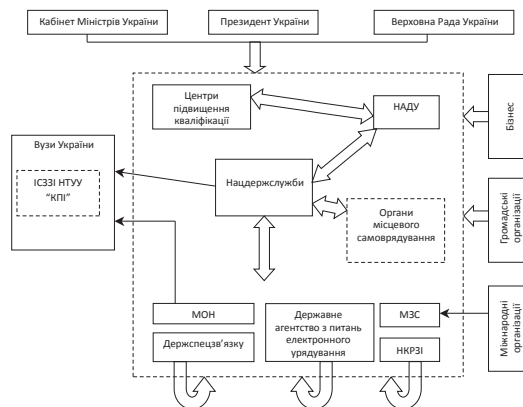 Кабінет Міністрів України
Президент України
Верховна Рада України
Центри
підвищення
кваліфікації
НАДУ
Бізнес
Вузи України
ІСЗЗІ НТУУ
“КПІ”
Нацдержслужби
Органи
місцевого
самоврядування
Громадські
організації
МОН
Держспецзв’язку
Державне
агентство з питань
електронного
урядування
МЗС
НКРЗІ
Міжнародні
організації